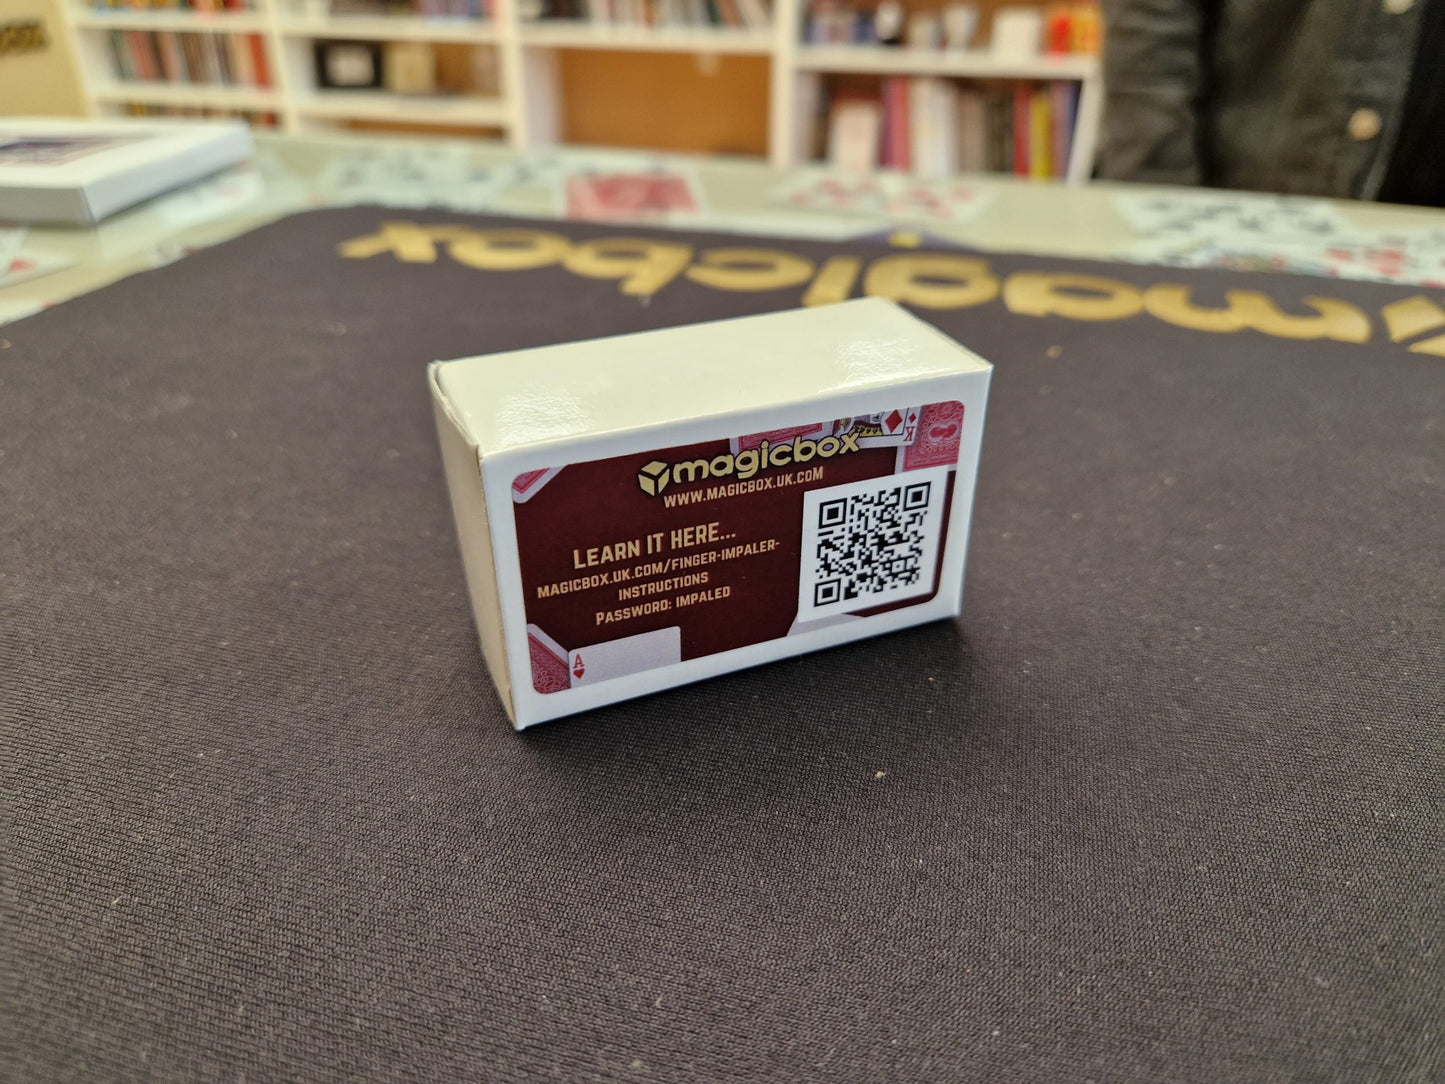 magicbox
magicbox
WWW.MAGICBOX.UK.COM
LEARN IT HERE...
MAGICBOX.UK.COM/FINGER-IMPALER-
INSTRUCTIONS
PASSWORD: IMPALED
K
A